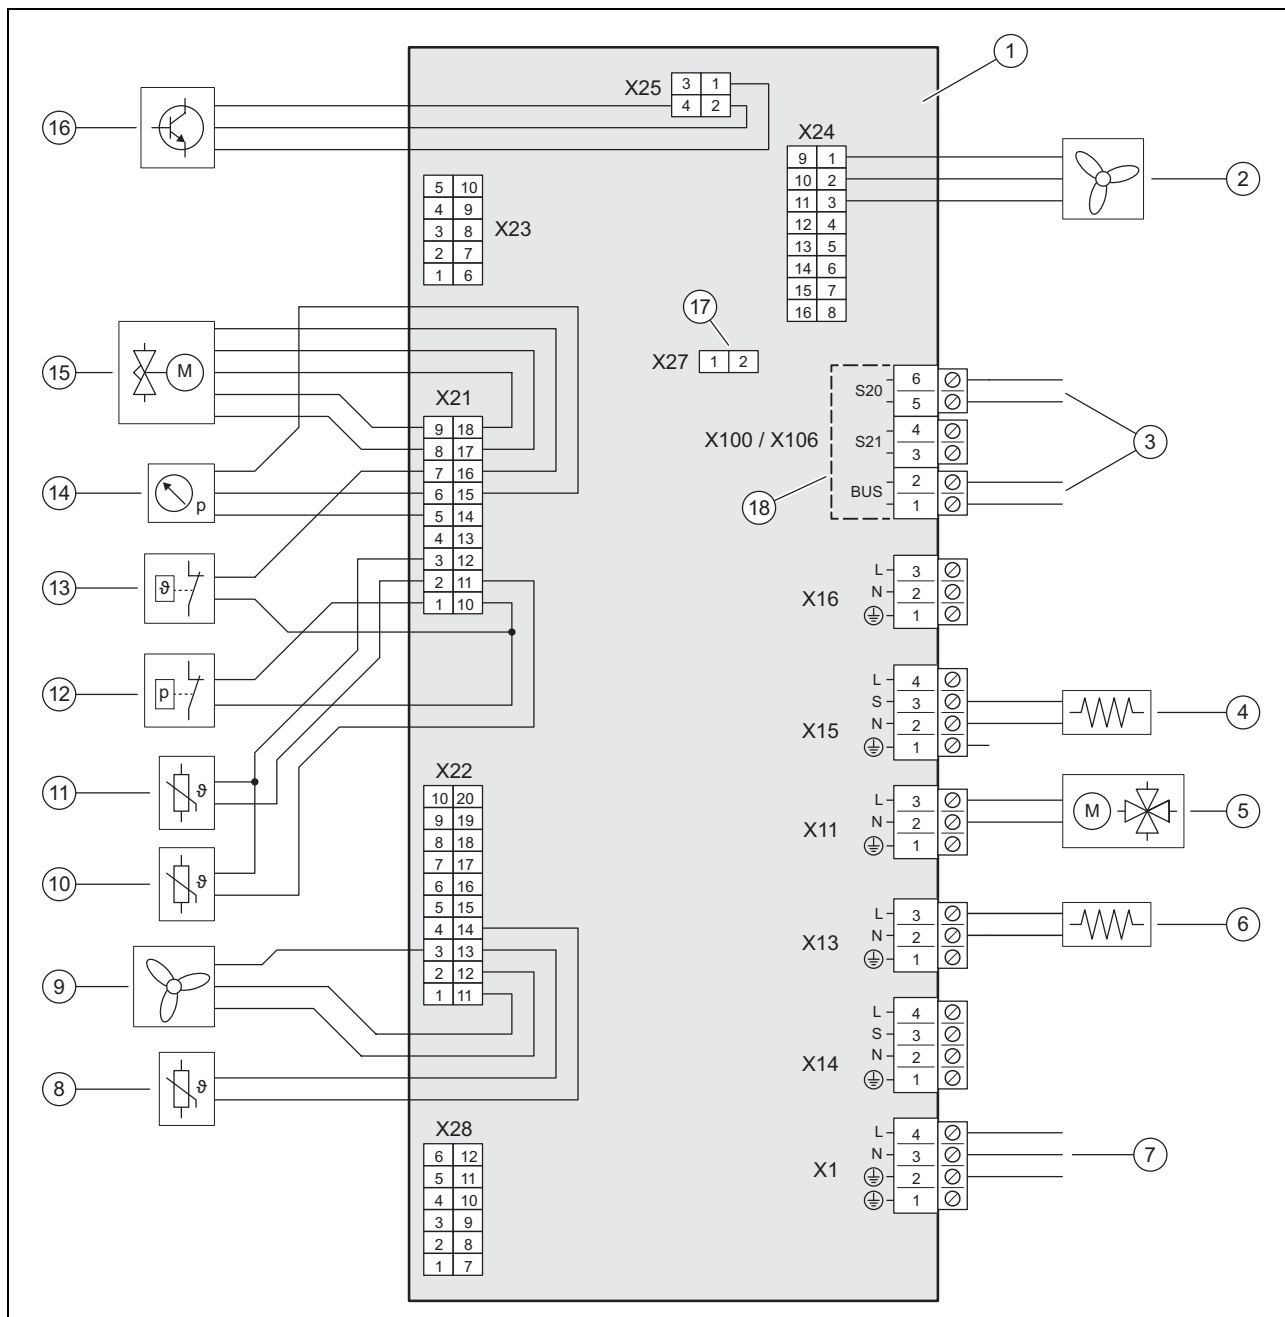 1
X25
3 1
4 2
16
X24
9 1
10 2
11 3
12 4
13 5
14 6
15 7
16 8
2
5 10
4 9
3 8
2 7
1 6
X23
17
X27
1 2
15
M
X21
9 18
8 17
7 16
6 15
5 14
4 13
3 12
2 11
1 10
X100 / X106
S20
6
5
S21
4
3
BUS
2
1
3
18
14
p
13
ϑ
X16
L 3
N 2
1
12
p
X15
L 4
S 3
N 2
1
4
11
ϑ
X22
10 20
9 19
8 18
7 17
6 16
5 15
4 14
3 13
2 12
1 11
X11
L 3
N 2
1
M
5
10
ϑ
X13
L 3
N 2
1
6
9
X14
L 4
S 3
N 2
1
8
ϑ
X28
6 12
5 11
4 10
3 9
2 8
1 7
X1
L 4
N 3
2
1
7